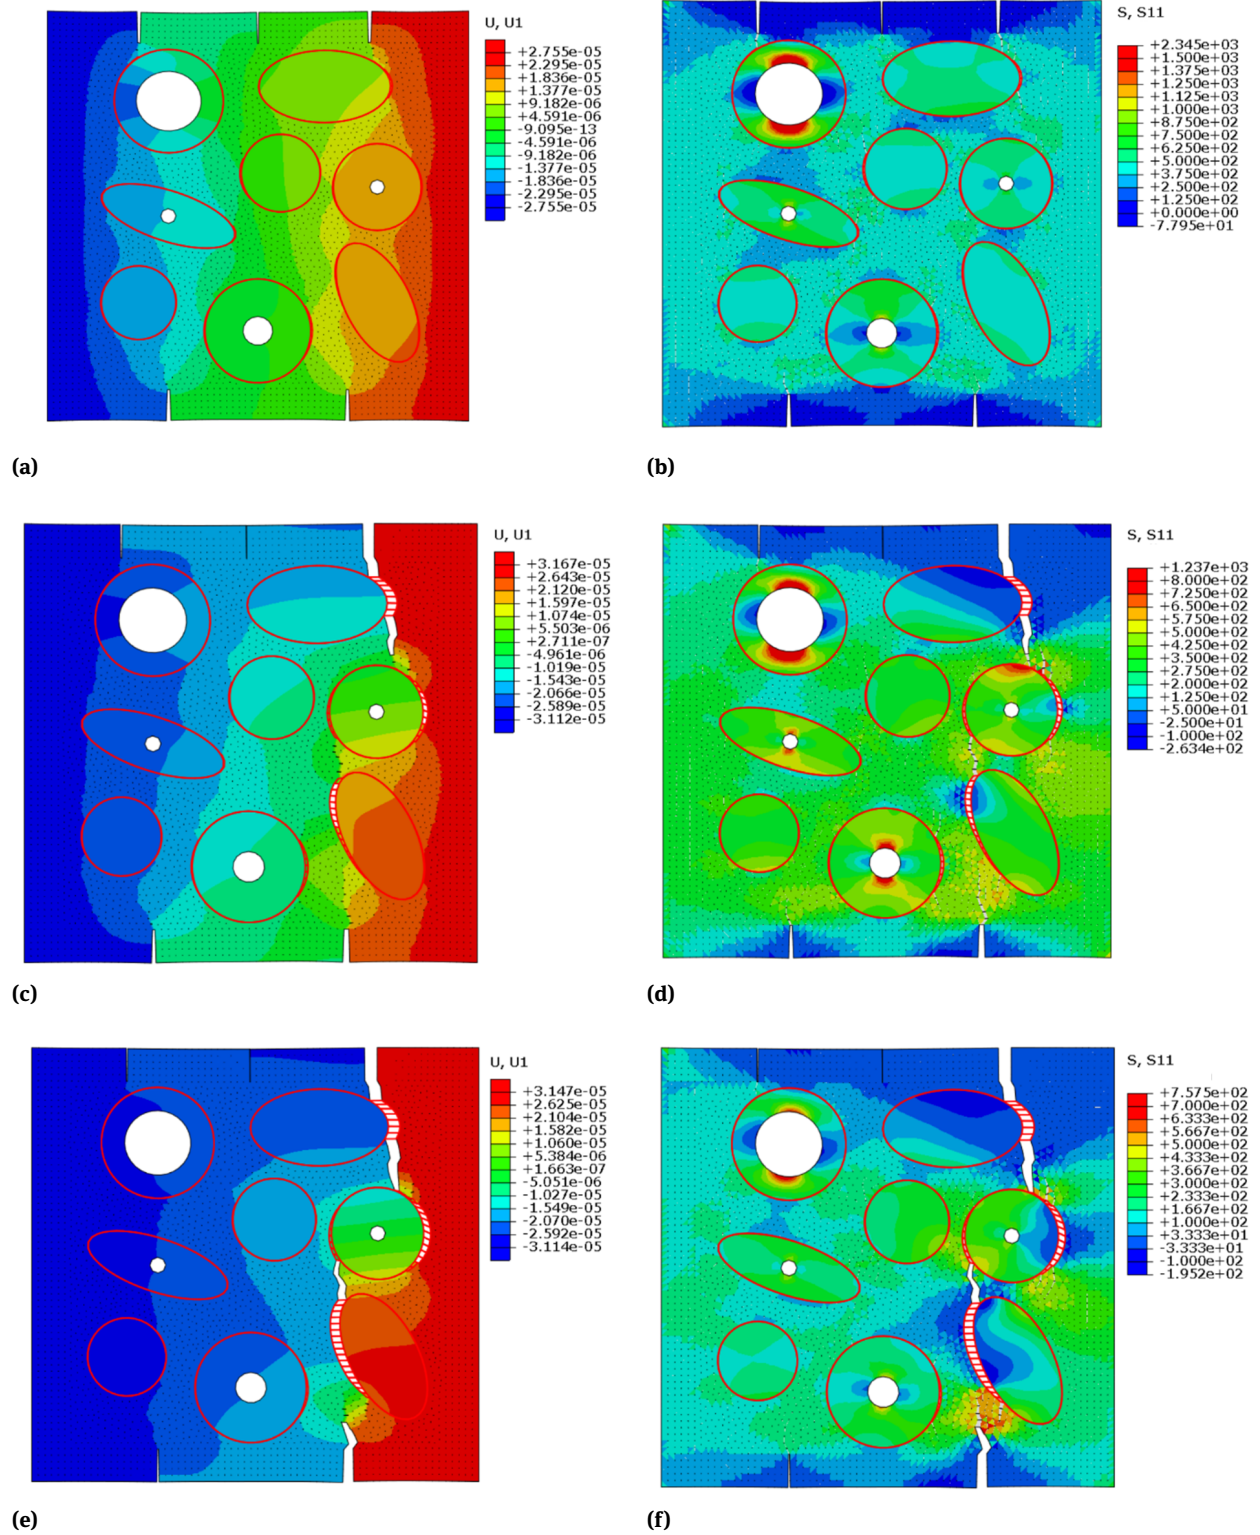 U, U1
+2.755e-05
+2.295e-05
+1.836e-05
+1.377e-05
+9.182e-06
+4.591e-06
-9.095e-13
-4.591e-06
-9.182e-06
-1.377e-05
-1.836e-05
-2.295e-05
-2.755e-05
(a)
S, S11
+2.345e+03
+1.500e+03
+1.375e+03
+1.250e+03
+1.125e+03
+1.000e+03
+8.750e+02
+7.500e+02
+6.250e+02
+5.000e+02
+3.750e+02
+2.500e+02
+1.250e+02
+0.000e+00
-7.795e+01
(b)
U, U1
+3.167e-05
+2.643e-05
+2.120e-05
+1.597e-05
+1.074e-05
+5.503e-06
+2.711e-07
-4.961e-06
-1.019e-05
-1.543e-05
-2.066e-05
-2.589e-05
-3.112e-05
(c)
S, S11
+1.237e+03
+8.000e+02
+7.250e+02
+6.500e+02
+5.750e+02
+5.000e+02
+4.250e+02
+3.500e+02
+2.750e+02
+2.000e+02
+1.250e+02
+5.000e+01
-2.500e+01
-1.000e+02
-2.634e+02
(d)
U, U1
+3.147e-05
+2.625e-05
+2.104e-05
+1.582e-05
+1.060e-05
+5.384e-06
+1.663e-07
-5.051e-06
-1.027e-05
-1.549e-05
-2.070e-05
-2.592e-05
-3.114e-05
(e)
S, S11
+7.575e+02
+7.000e+02
+6.333e+02
+5.667e+02
+5.000e+02
+4.333e+02
+3.667e+02
+3.000e+02
+2.333e+02
+1.667e+02
+1.000e+02
+3.333e+01
-3.333e+01
-1.000e+02
-1.952e+02
(f)